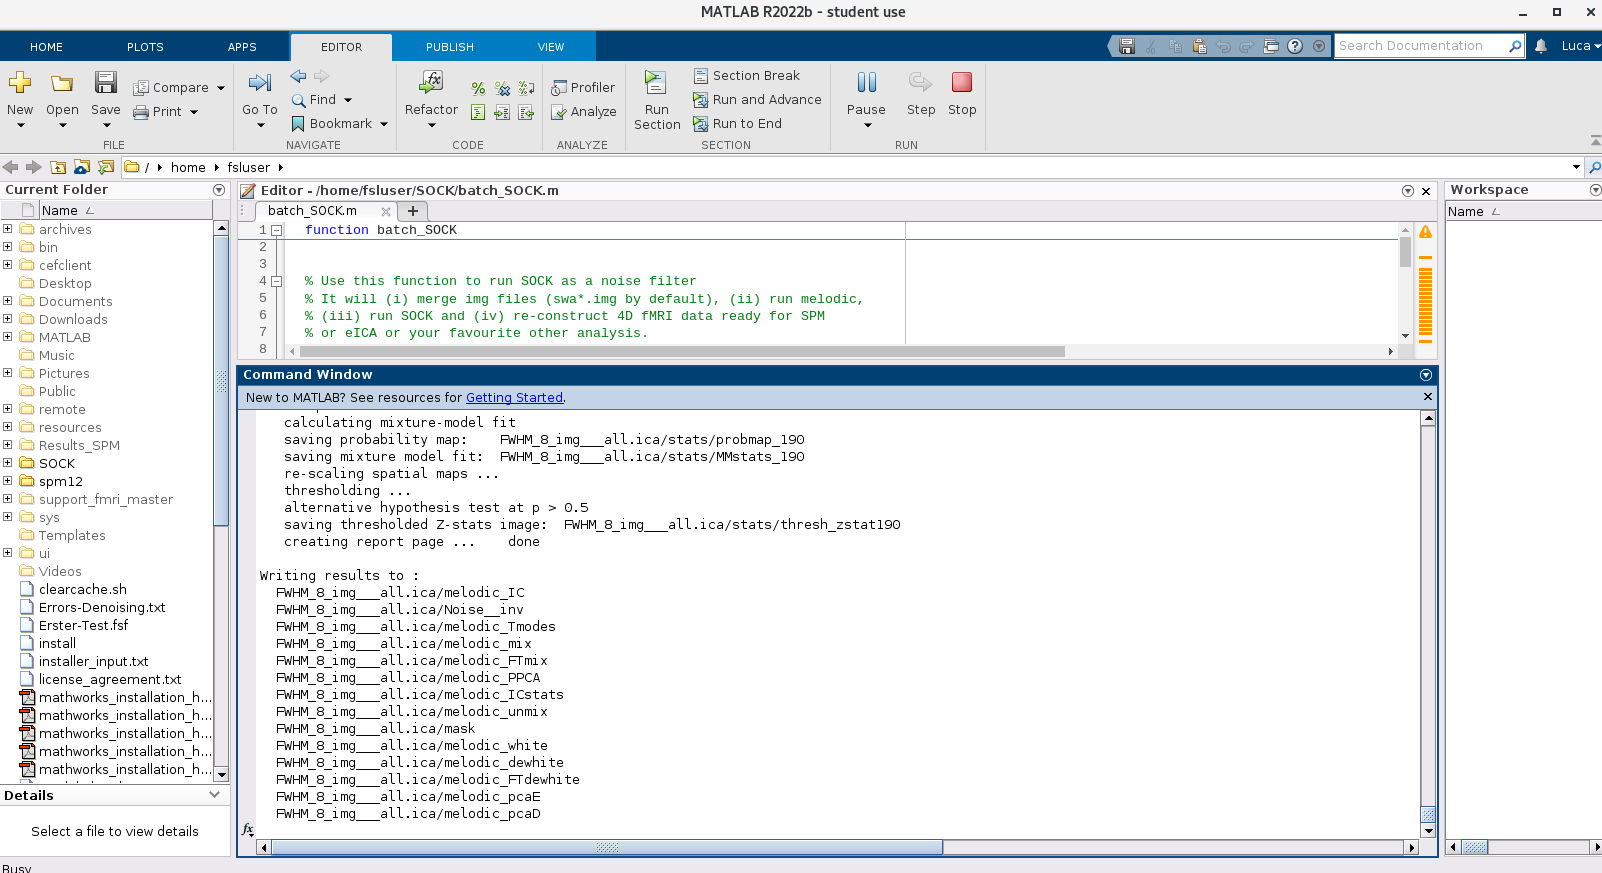 MATLAB R2022b - student use
HOME PLOTS APPS EDITOR PUBLISH VIEW
Search Documentation
Luca
New
Open
Save
Compare
Print
FILE
Go To
Find
Bookmark
NAVIGATE
Refactor
CODE
Profiler
Analyze
ANALYZE
Run Section
Section Break
Run and Advance
Run to End
SECTION
Pause
Step
Stop
RUN
/ home fsluser
Current Folder
Name
archives
bin
cefclient
Desktop
Documents
Downloads
MATLAB
Music
Pictures
Public
remote
resources
Results_SPM
SOCK
spm12
support_fmri_master
sys
Templates
ui
Videos
clearcache.sh
Errors-Denoising.txt
Erster-Test.fsf
install
installer_input.txt
license_agreement.txt
mathworks_installation_h...
mathworks_installation_h...
mathworks_installation_h...
mathworks_installation_h...
mathworks_installation_h...
Details
Select a file to view details
Busy
Editor - /home/fsluser/SOCK/batch_SOCK.m
batch_SOCK.m
1 function batch_SOCK
2
3
4 % Use this function to run SOCK as a noise filter
5 % It will (i) merge img files (swa*.img by default), (ii) run melodic,
6 % (iii) run SOCK and (iv) re-construct 4D fMRI data ready for SPM
7 % or eICA or your favourite other analysis.
8
Command Window
New to MATLAB? See resources for Getting Started.
calculating mixture-model fit
saving probability map: FWHM_8_img___all.ica/stats/probmap_190
saving mixture model fit: FWHM_8_img___all.ica/stats/MMstats_190
re-scaling spatial maps ...
thresholding ...
alternative hypothesis test at p > 0.5
saving thresholded Z-stats image: FWHM_8_img___all.ica/stats/thresh_zstat190
creating report page ... done
Writing results to :
FWHM_8_img___all.ica/melodic_IC
FWHM_8_img___all.ica/Noise__inv
FWHM_8_img___all.ica/melodic_Tmodes
FWHM_8_img___all.ica/melodic_mix
FWHM_8_img___all.ica/melodic_FTmix
FWHM_8_img___all.ica/melodic_PPCA
FWHM_8_img___all.ica/melodic_ICstats
FWHM_8_img___all.ica/melodic_unmix
FWHM_8_img___all.ica/mask
FWHM_8_img___all.ica/melodic_white
FWHM_8_img___all.ica/melodic_dewhite
FWHM_8_img___all.ica/melodic_FTdewhite
FWHM_8_img___all.ica/melodic_pcaE
FWHM_8_img___all.ica/melodic_pcaD
fx
Workspace
Name